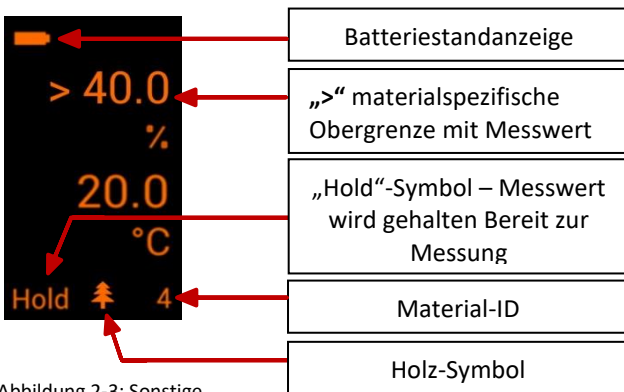 Batteriestandanzeige
> 40.0
%
„>“ materialspezifische
Obergrenze mit Messwert
20.0
°C
„Hold“-Symbol – Messwert
wird gehalten Bereit zur
Messung
Hold 4
Material-ID
Holz-Symbol
Abbildung 2-3: Sonstige